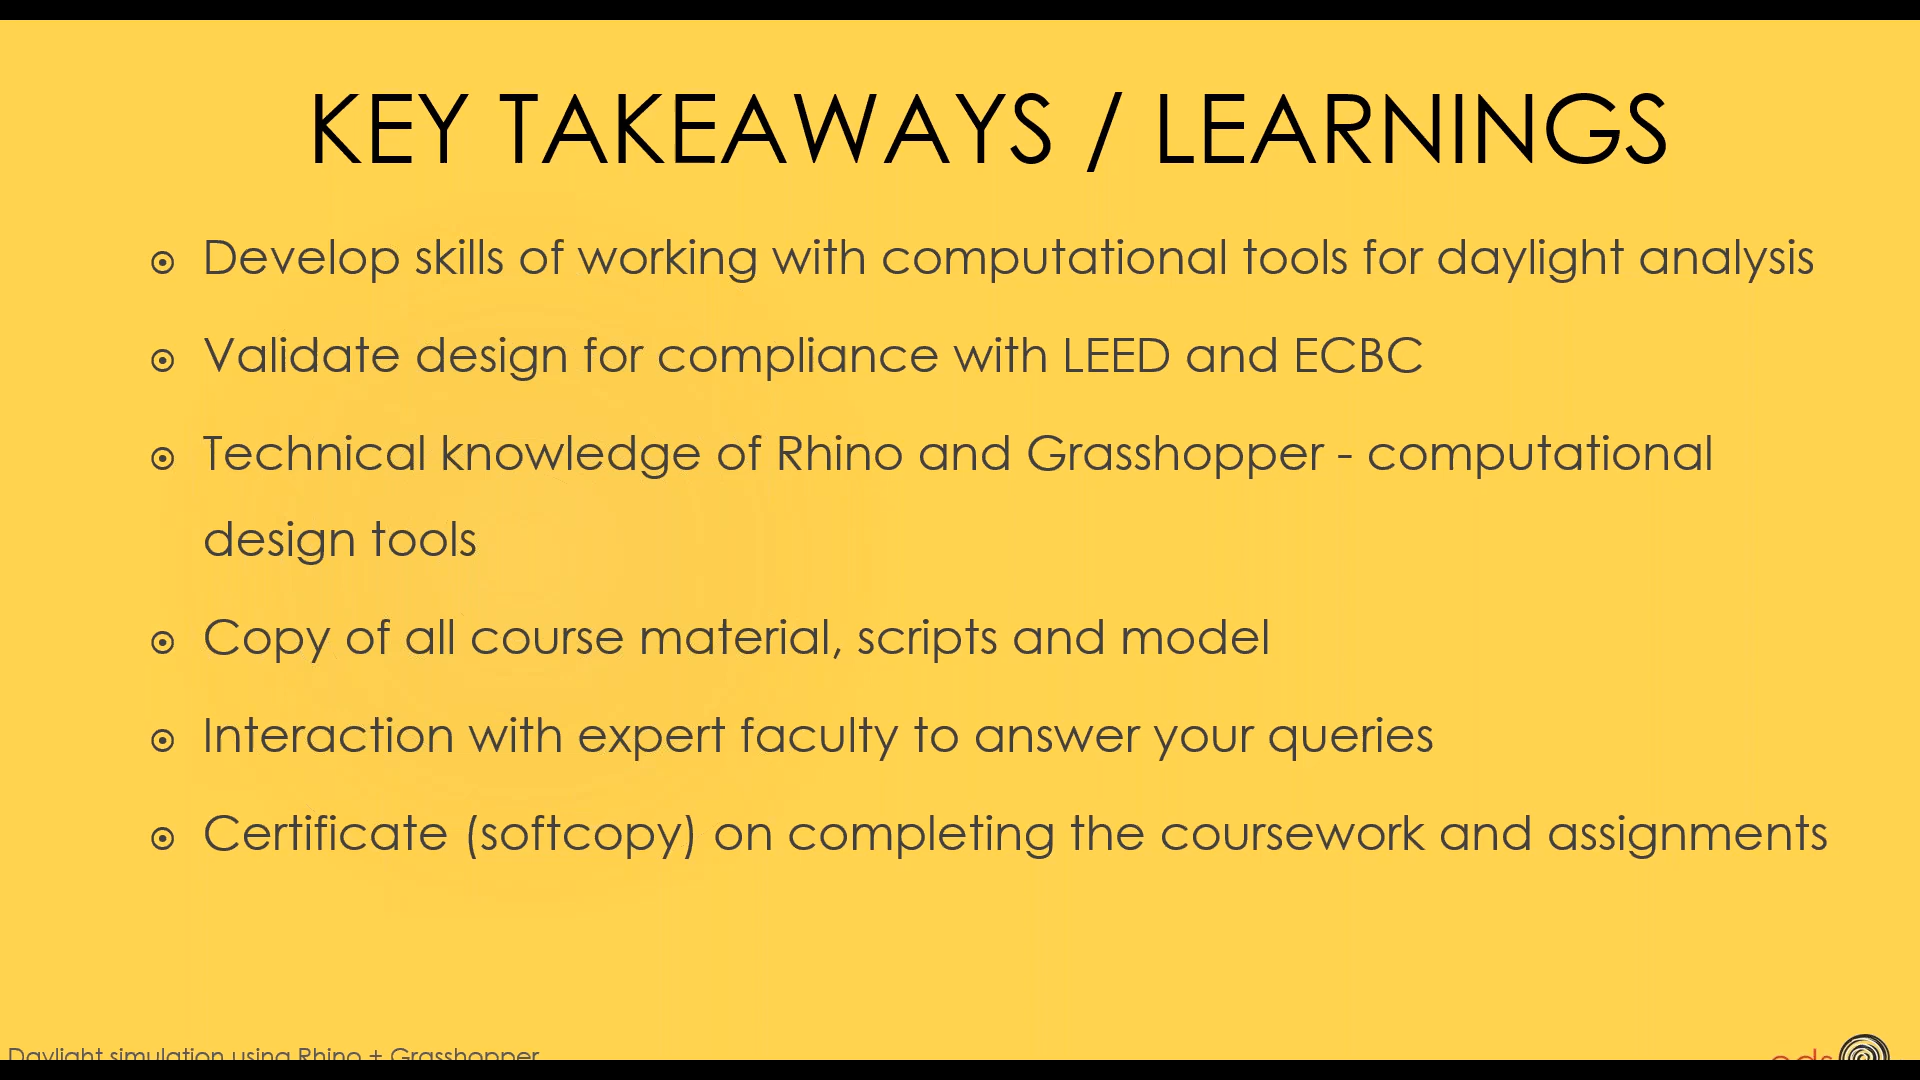 KEY TAKEAWAYS / LEARNINGS
Develop skills of working with computational tools for daylight analysis
Validate design for compliance with LEED and ECBC
Technical knowledge of Rhino and Grasshopper - computational
design tools
Copy of all course material, scripts and model
Interaction with expert faculty to answer your queries
Certificate (softcopy) on completing the coursework and assignments
Daylight simulation using Rhino + Grasshopper
eds